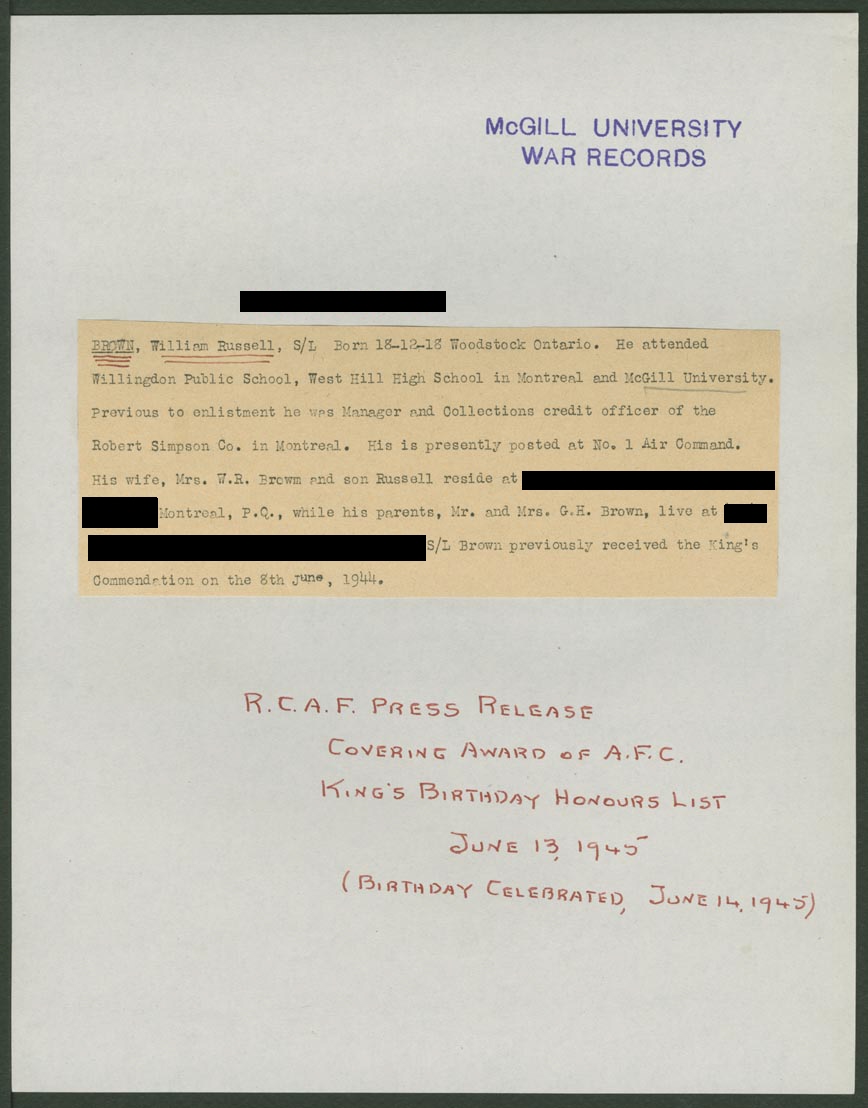 McGILL UNIVERSITY
WAR RECORDS
BROWN, William Russell, S/L Born 18-12-18 Woodstock Ontario. He attended
Willingdon Public School, West Hill High School in Montreal and McGill University.
Previous to enlistment he was Manager and Collections credit officer of the
Robert Simpson Co. in Montreal. His is presently posted at No. 1 Air Command.
His wife, Mrs. W.R. Browm and son Russell reside at
Montreal, P.Q., while his parents, Mr. and Mrs. G.H. Brown, live at
S/L Brown previously received the King's
Commendation on the 8th June, 1944.
R.C.A.F. PRESS RELEASE
COVERING AWARD OF A.F.C.
KING'S BIRTHDAY HONOURS LIST
JUNE 13, 1945
(BIRTHDAY CELEBRATED, JUNE 14, 1945)